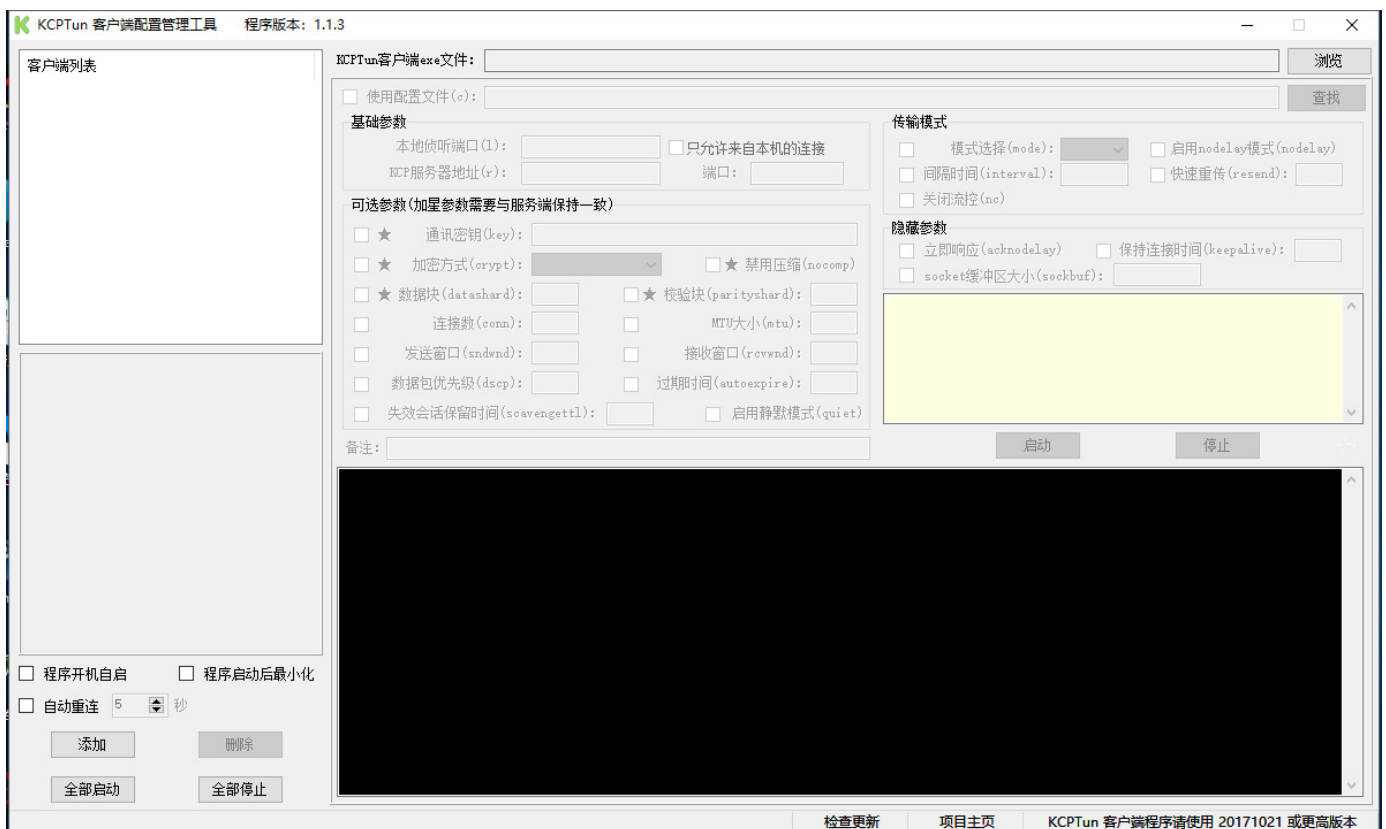 KCPTun 客户端配置管理工具 程序版本：1.1.3
客户端列表
KCPTun客户端exe文件：
浏览
使用配置文件(c)：
查找
基础参数
本地侦听端口(l)：
只允许来自本机的连接
KCP服务器地址(r)：
端口：
可选参数(加星参数需要与服务端保持一致)
★ 通讯密钥(key)：
★ 加密方式(crypt)：
★ 禁用压缩(nocomp)
★ 数据块(datashard)：
★ 校验块(parityshard)：
连接数(conn)：
MTU大小(mtu)：
发送窗口(sndwnd)：
接收窗口(rcvwnd)：
数据包优先级(dscp)：
过期时间(autoexpire)：
失效会话保留时间(scavengettl)：
启用静默模式(quiet)
备注：
传输模式
模式选择(mode)：
启用nodelay模式(nodelay)
间隔时间(interval)：
快速重传(resend)：
关闭流控(nc)
隐藏参数
立即响应(acknodelay)
保持连接时间(keepalive)：
socket缓冲区大小(sockbuf)：
启动
停止
程序开机自启
程序启动后最小化
自动重连 5 秒
添加
删除
全部启动
全部停止
检查更新
项目主页
KCPTun 客户端程序请使用 20171021 或更高版本